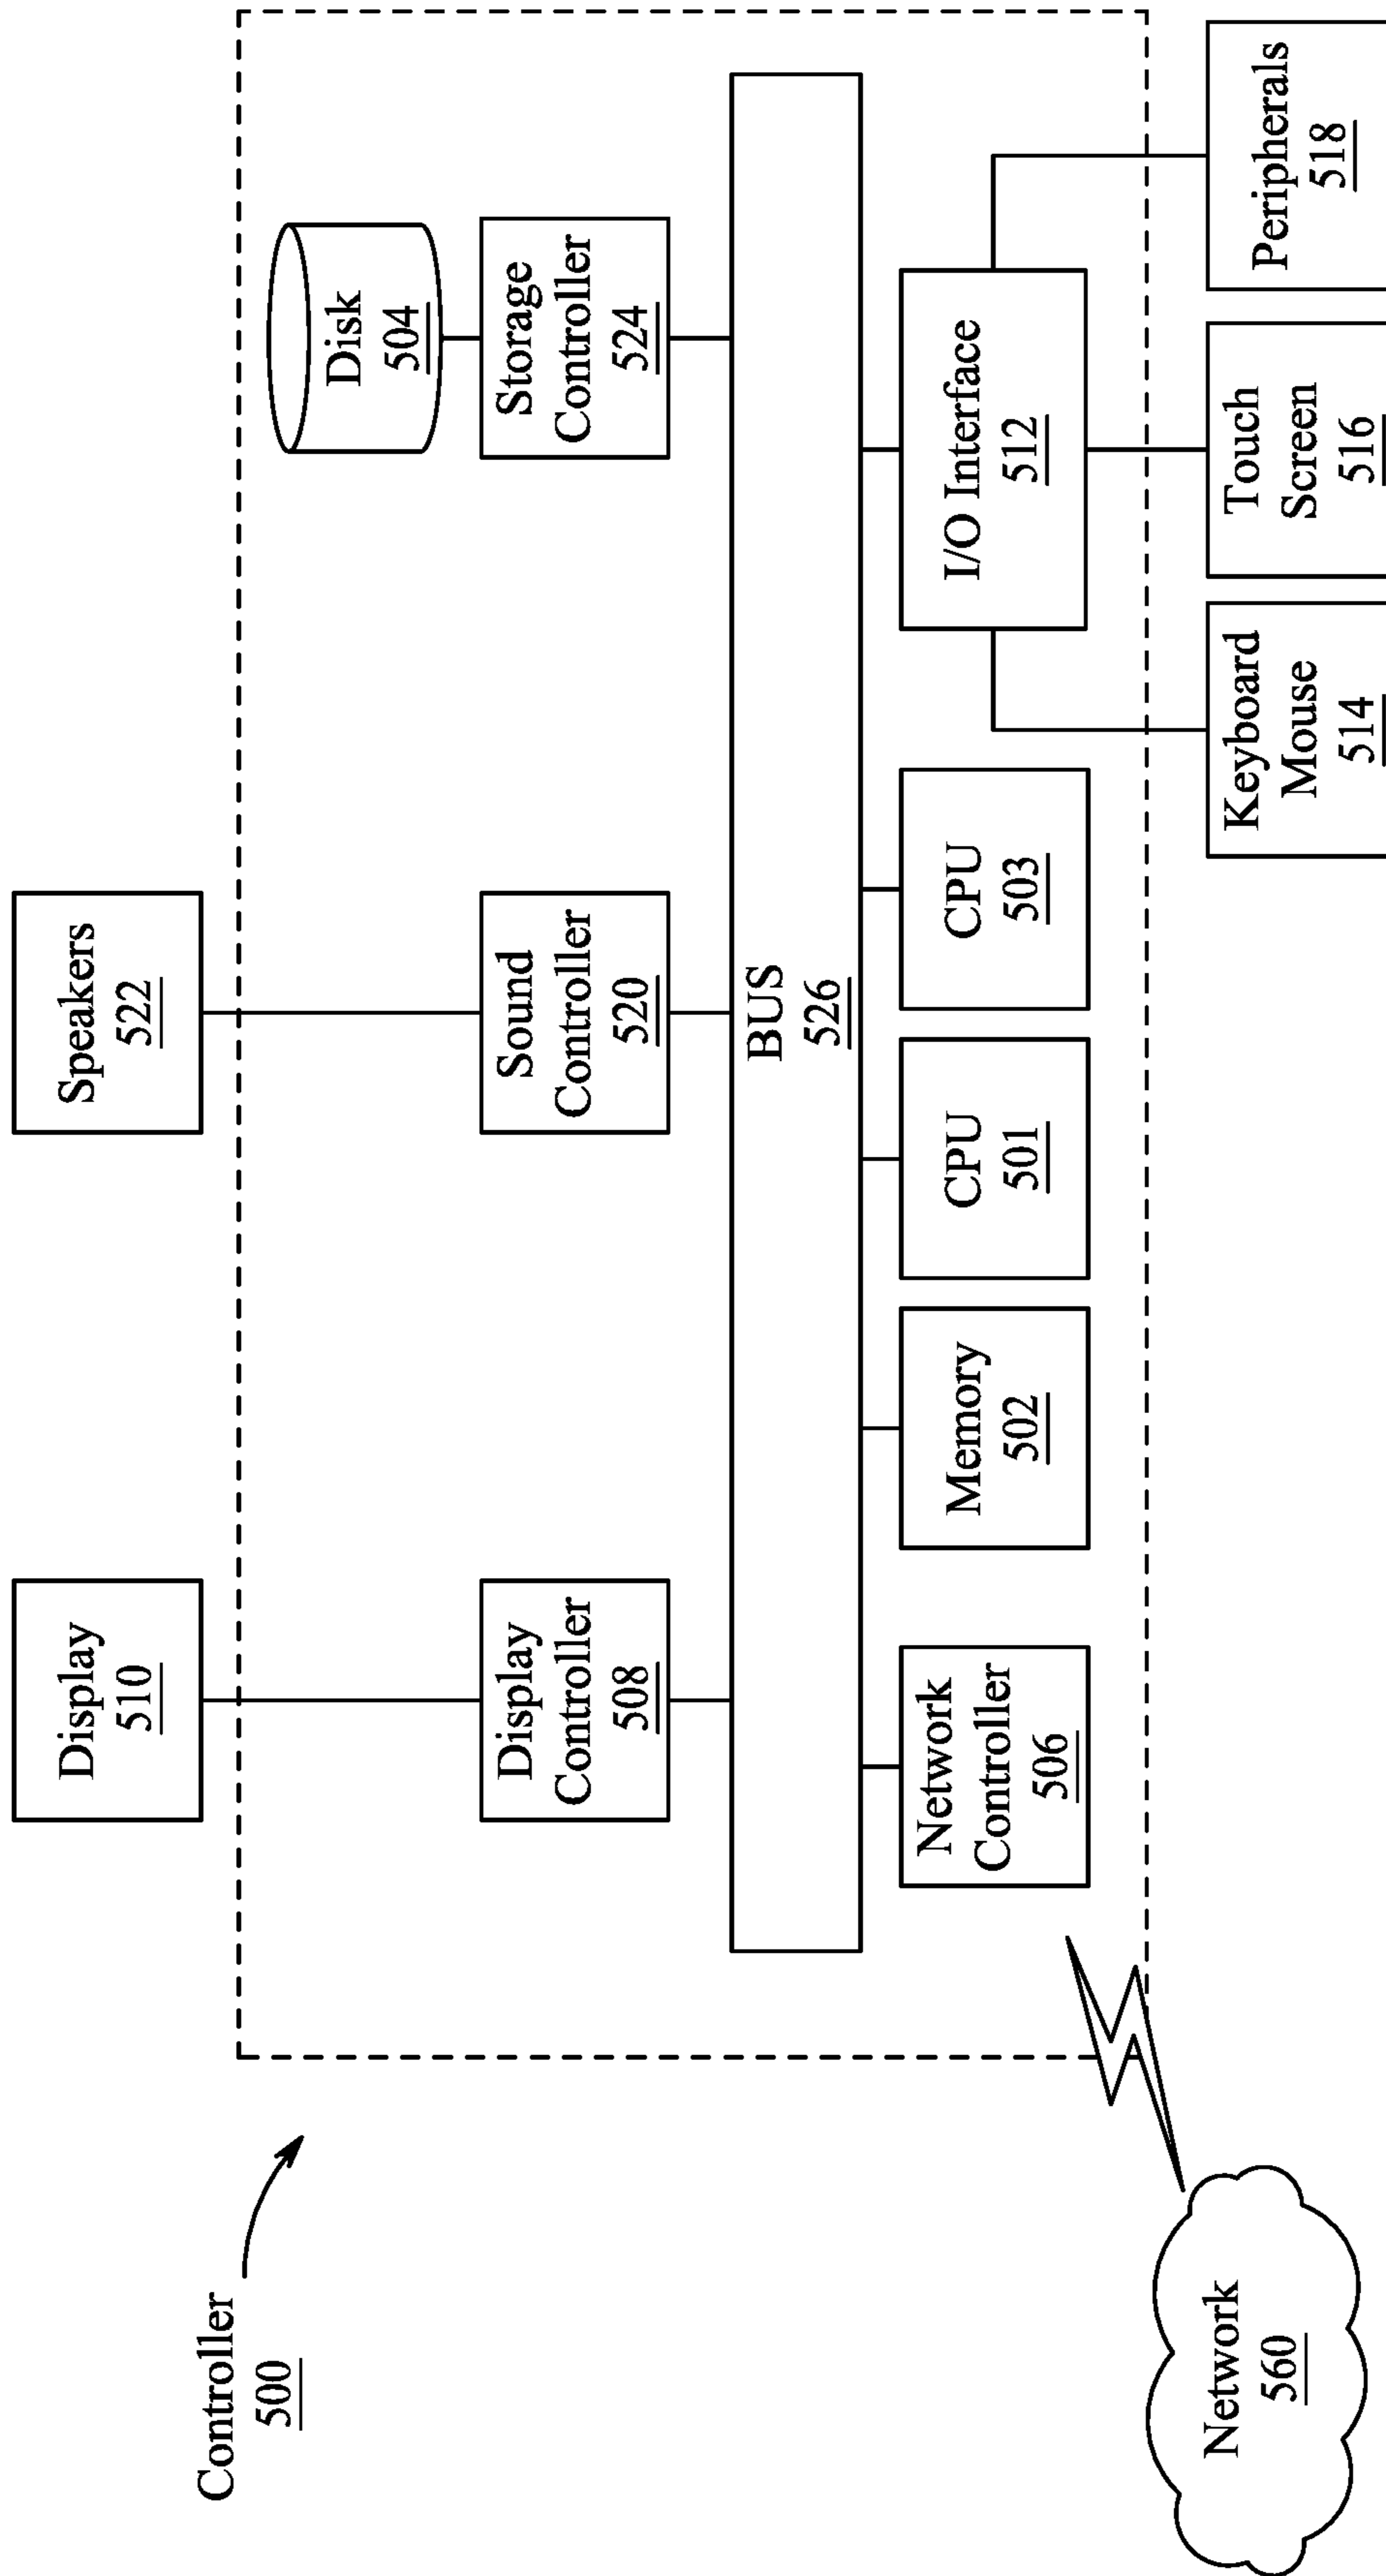 Controller
500
Display
510
Speakers
522
Disk
504
Display
Controller
508
Sound
Controller
520
Storage
Controller
524
BUS
526
Network
Controller
506
Memory
502
CPU
501
CPU
503
I/O Interface
512
Network
560
Keyboard
Mouse
514
Touch
Screen
516
Peripherals
518